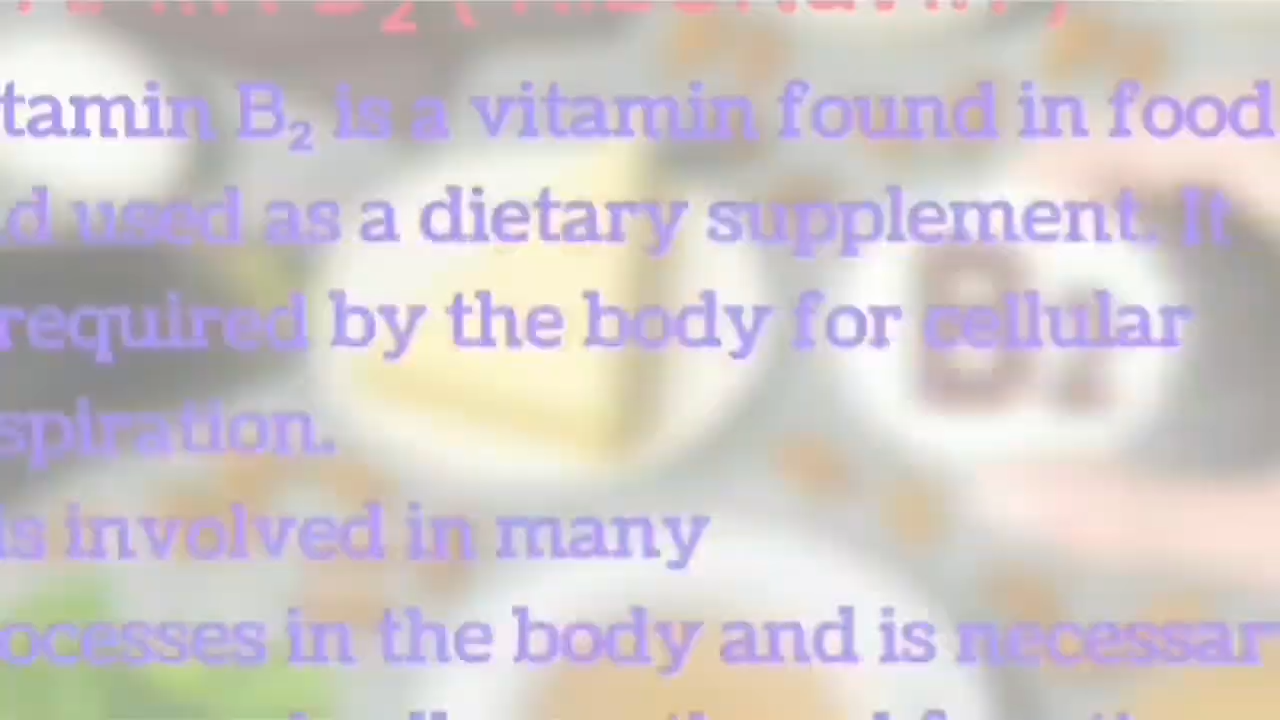 tamin B₂ is a vitamin found in food
d used as a dietary supplement. It
required by the body for cellular
spiration.
is involved in many
ocesses in the body and is necessar
B₂